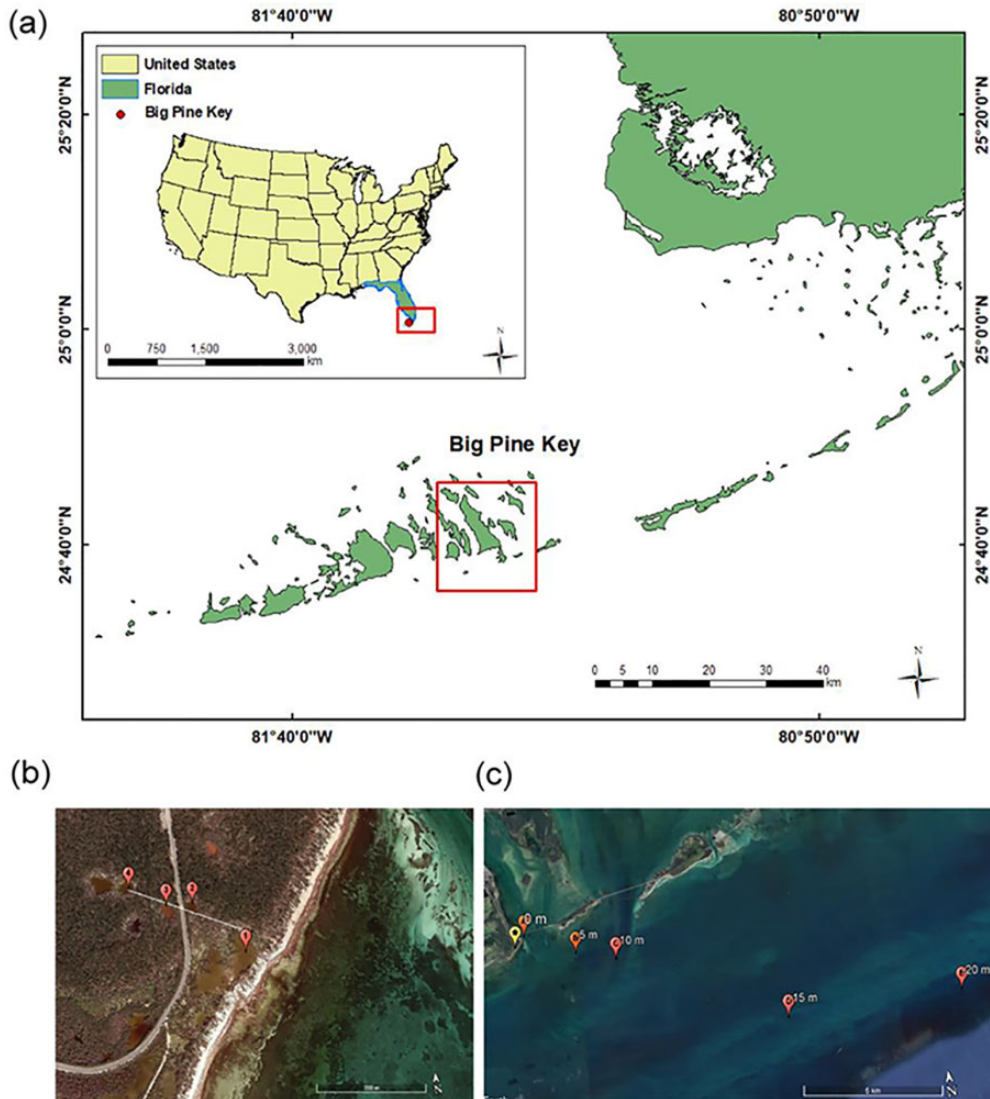 (a)
81°40'0"W
80°50'0"W
United States
Florida
Big Pine Key
25°20'0"N
25°20'0"N
N
0 750 1,500 3,000
km
25°0'0"N
25°0'0"N
Big Pine Key
24°40'0"N
24°40'0"N
N
0 5 10 20 30 40
km
81°40'0"W
80°50'0"W
(b)
(c)
4
3
1
N
0 m
5 m
10 m
15 m
20 m
N